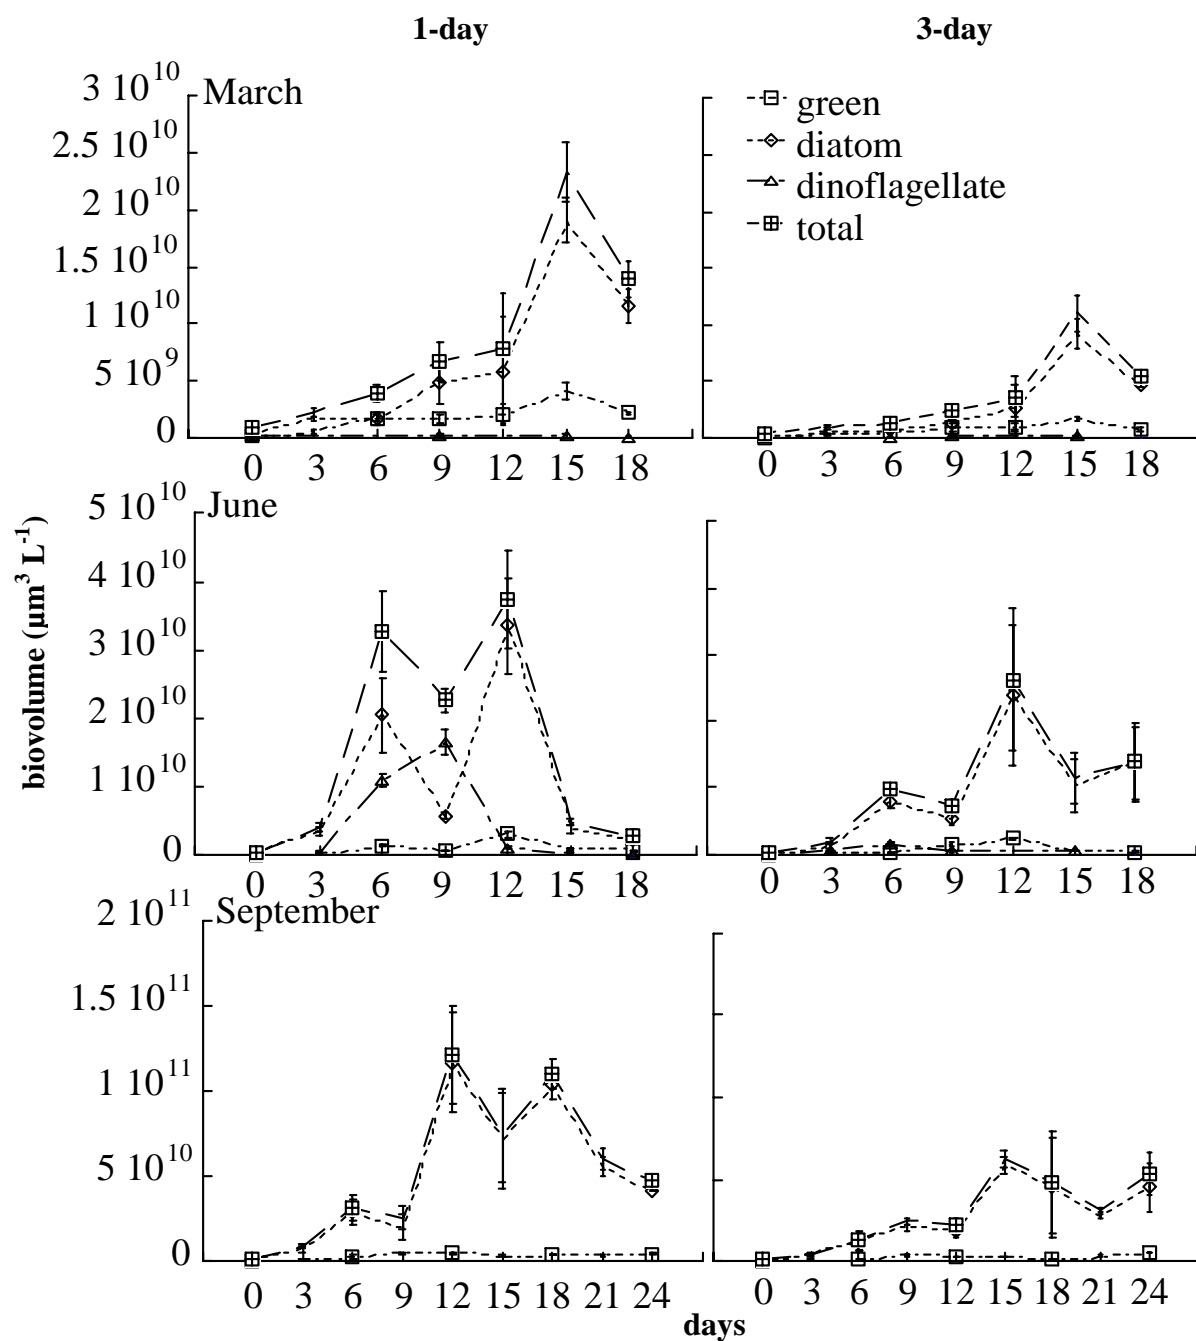 1-day 3-day
March
3 10^10
2.5 10^10
2 10^10
1.5 10^10
1 10^10
5 10^9
0
0 3 6 9 12 15 18
green
diatom
dinoflagellate
total
0 3 6 9 12 15 18
June
5 10^10
4 10^10
3 10^10
2 10^10
1 10^10
0
0 3 6 9 12 15 18
0 3 6 9 12 15 18
biovolume (µm³ L⁻¹)
September
2 10^11
1.5 10^11
1 10^11
5 10^10
0
0 3 6 9 12 15 18 21 24
0 3 6 9 12 15 18 21 24
days